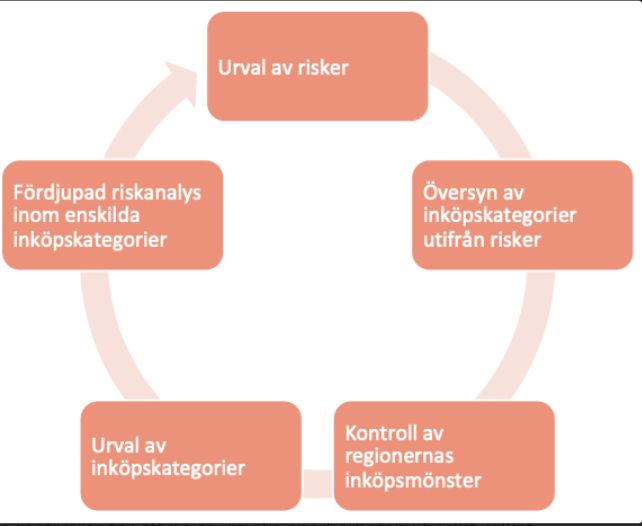 Urval av risker
Översyn av
inköpskategorier
utifrån risker
Kontroll av
regionernas
inköpsmönster
Urval av
inköpskategorier
Fördjupad riskanalys
inom enskilda
inköpskategorier